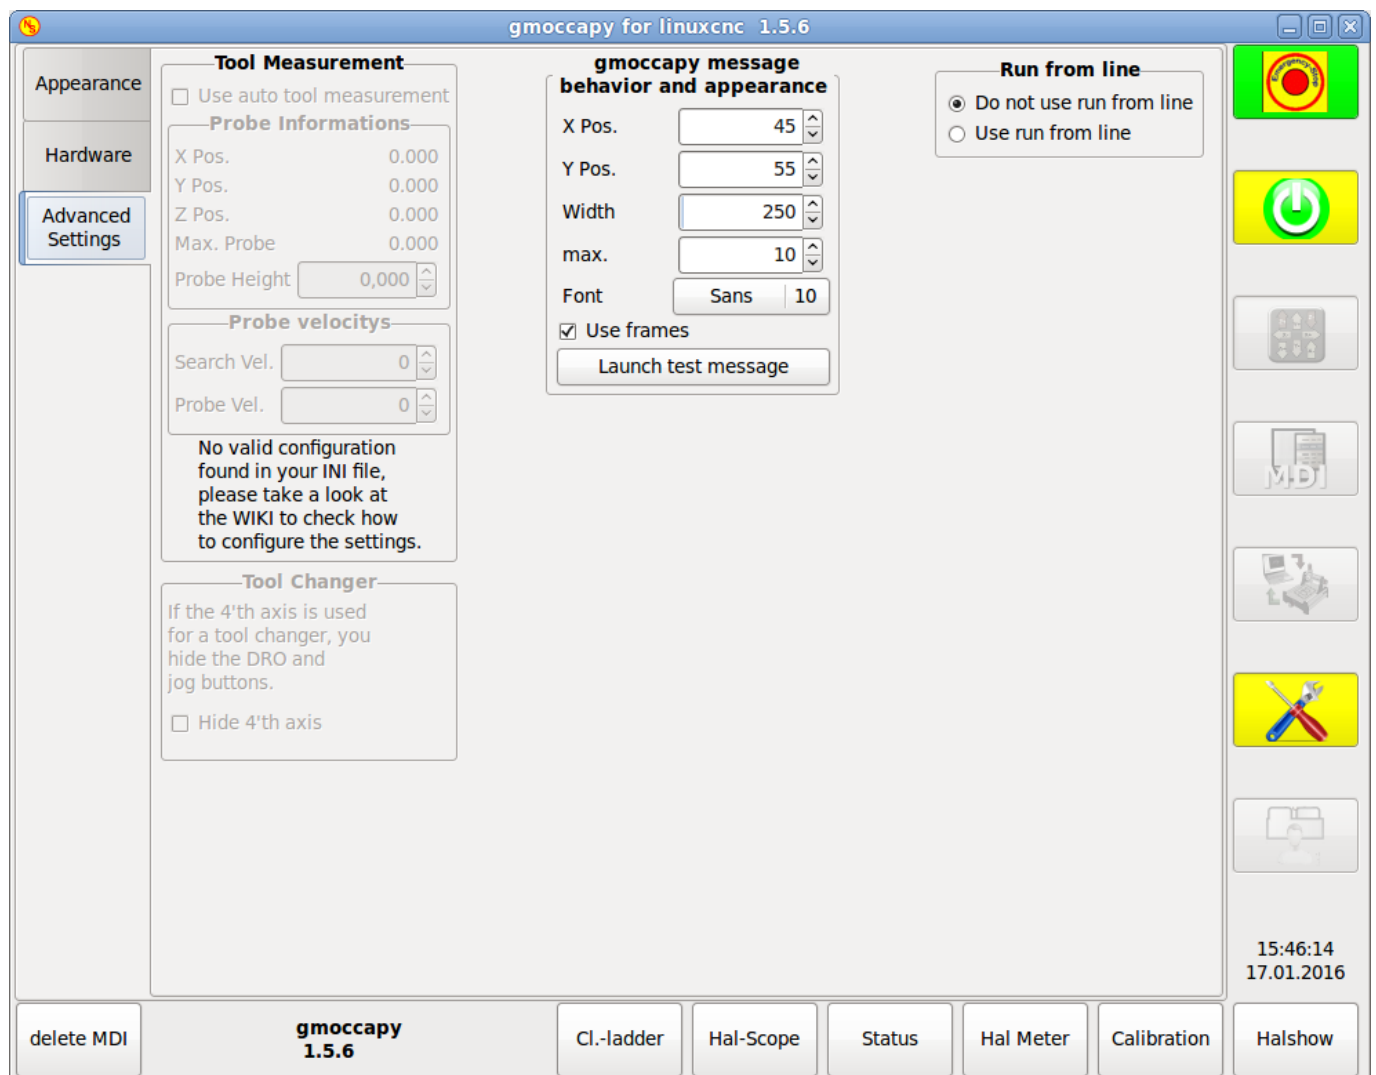 gmoccapy for linuxcnc 1.5.6
Appearance
Hardware
Advanced
Settings
Tool Measurement
Use auto tool measurement
Probe Informations
X Pos. 0.000
Y Pos. 0.000
Z Pos. 0.000
Max. Probe 0.000
Probe Height 0,000
Probe velocitys
Search Vel. 0
Probe Vel. 0
No valid configuration
found in your INI file,
please take a look at
the WIKI to check how
to configure the settings.
Tool Changer
If the 4'th axis is used
for a tool changer, you
hide the DRO and
jog buttons.
Hide 4'th axis
gmoccapy message
behavior and appearance
X Pos. 45
Y Pos. 55
Width 250
max. 10
Font Sans 10
Use frames
Launch test message
Run from line
Do not use run from line
Use run from line
Emergency-Stop
MDI
15:46:14
17.01.2016
delete MDI
gmoccapy
1.5.6
Cl.-ladder
Hal-Scope
Status
Hal Meter
Calibration
Halshow